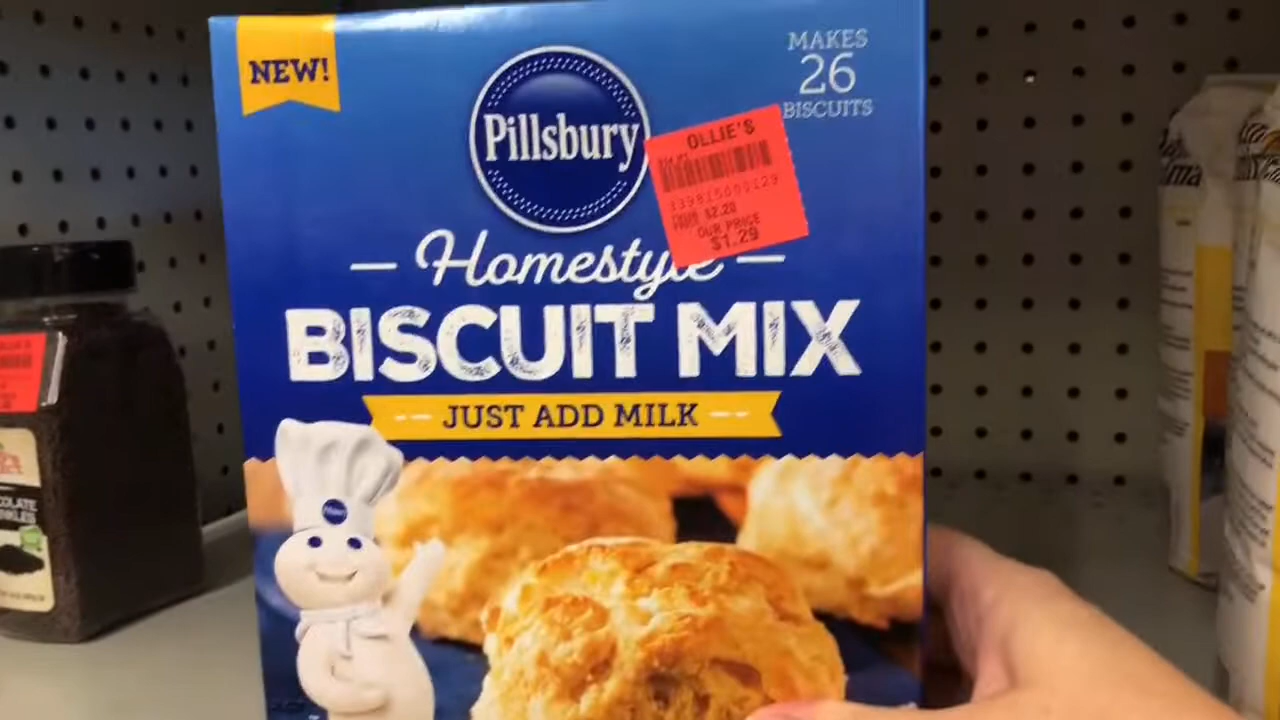 NEW!
MAKES
26
BISCUITS
Pillsbury
OLLIE'S
$2.20
OUR PRICE
$1.29
Homestyle
BISCUIT MIX
JUST ADD MILK